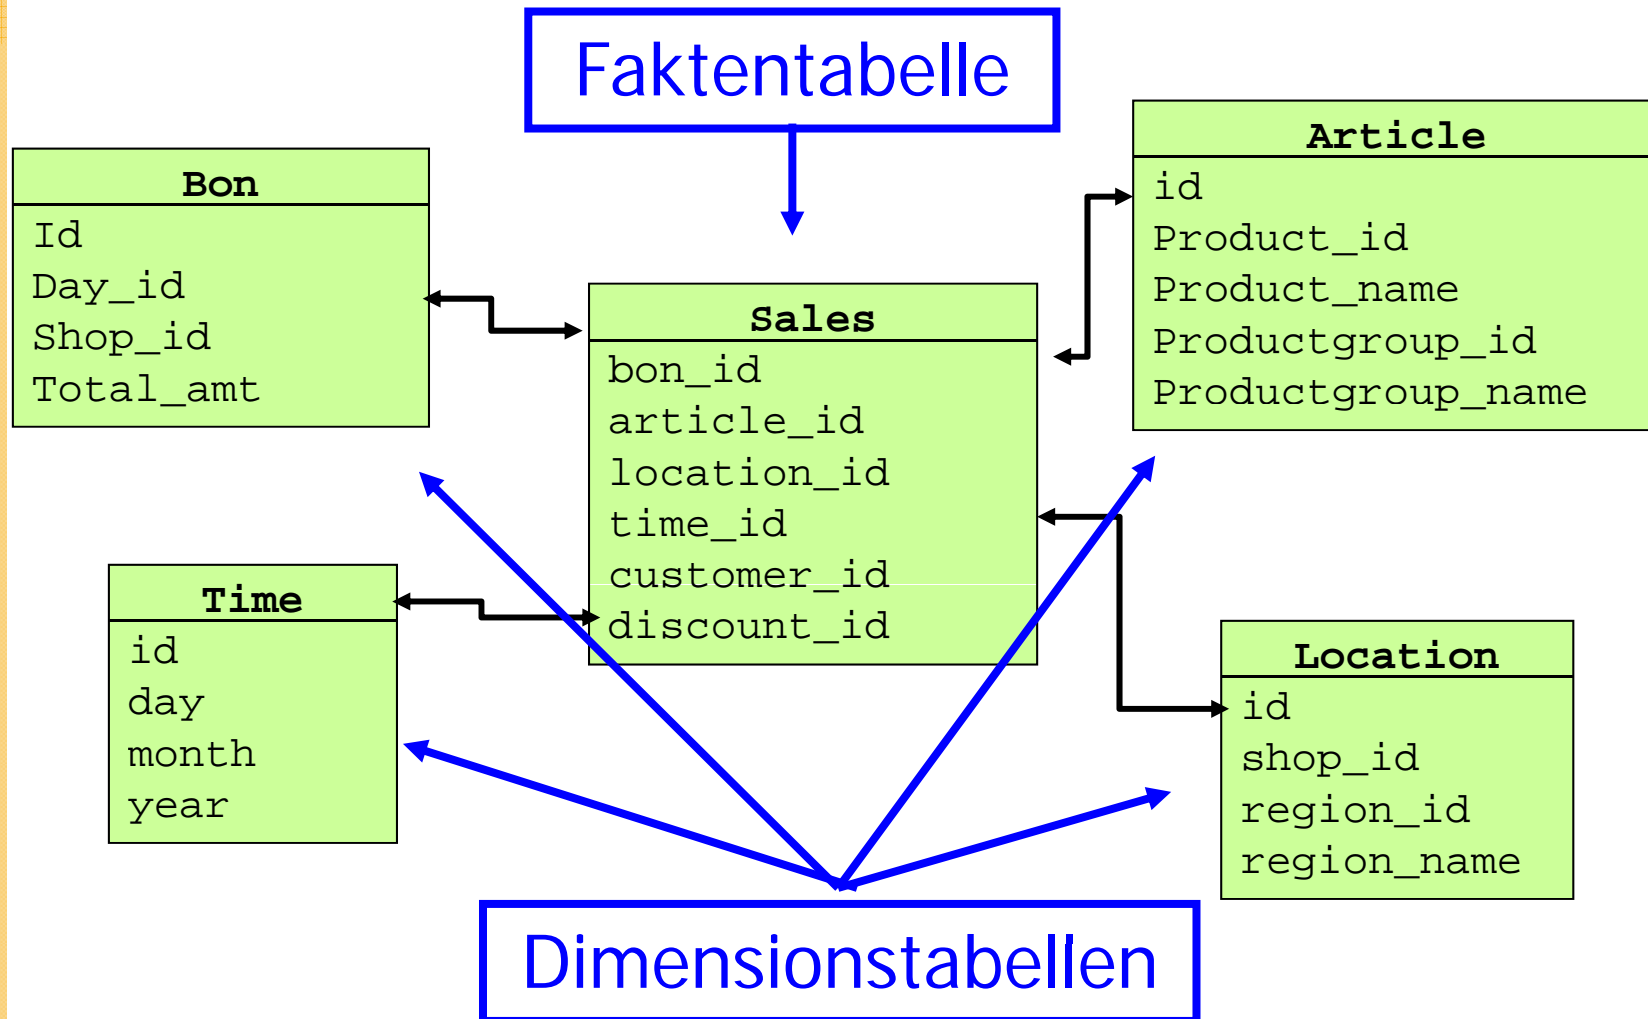 Faktentabelle
Bon
Id
Day_id
Shop_id
Total_amt
Article
id
Product_id
Product_name
Productgroup_id
Productgroup_name
Sales
bon_id
article_id
location_id
time_id
customer_id
discount_id
Time
id
day
month
year
Location
id
shop_id
region_id
region_name
Dimensionstabellen